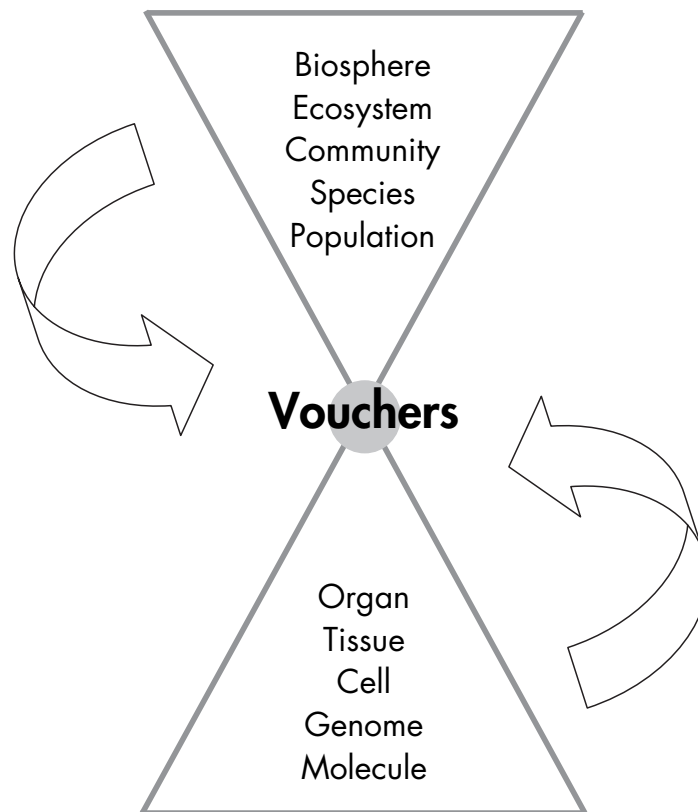 Biosphere
Ecosystem
Community
Species
Population
Vouchers
Organ
Tissue
Cell
Genome
Molecule